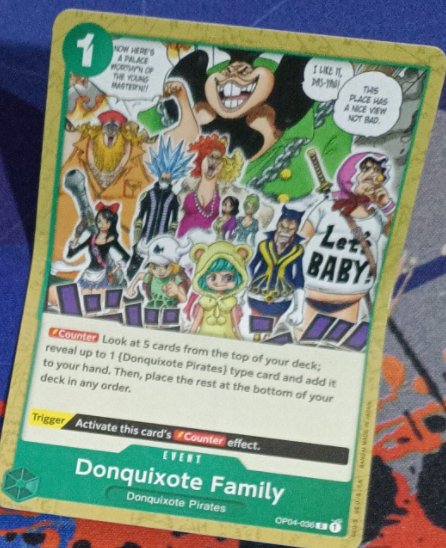 1
NOW HERE'S
A PALACE
WORTHY'N OF
THE YOUNG
MASTER'N!!
I LIKE IT,
THIS
PLACE HAS
A NICE VIEW
NOT BAD.
Let's
BABY!
Counter Look at 5 cards from the top of your deck;
reveal up to 1 {Donquixote Pirates} type card and add it
to your hand. Then, place the rest at the bottom of your
deck in any order.
Trigger Activate this card's Counter effect.
EVENT
Donquixote Family
Donquixote Pirates
OP04-036
1